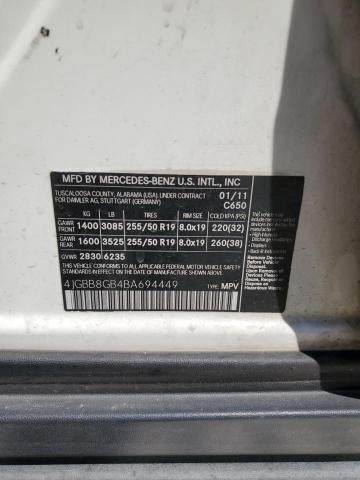 MFD BY MERCEDES-BENZ U.S. INTL., INC
TUSCALOOSA COUNTY, ALABAMA (USA), UNDER CONTRACT 01/11
FOR DAIMLER AG, STUTTGART (GERMANY) C650
KG LB TIRES RIM SIZE COLD kPA (PSI)
GAWR FRONT 1400 3085 255/50 R19 8.0x19 220(32)
GAWR REAR 1600 3525 255/50 R19 8.0x19 260(38)
GVWR 2830 6235
THIS VEHICLE CONFORMS TO ALL APPLICABLE FEDERAL MOTOR VEHICLE SAFETY STANDARDS IN
EFFECT ON THE DATE OF MANUFACTURE SHOWN ABOVE.
4JGBB8GB4BA694449 TYPE: MPV